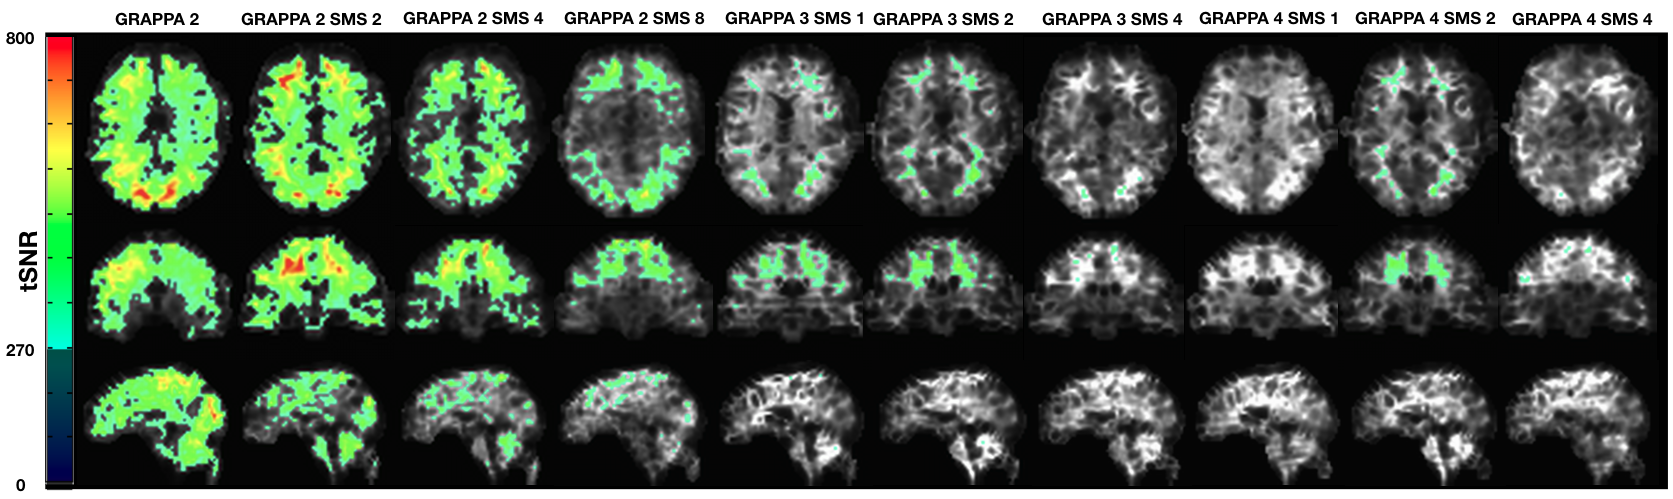 GRAPPA 2
GRAPPA 2 SMS 2
GRAPPA 2 SMS 4
GRAPPA 2 SMS 8
GRAPPA 3 SMS 1
GRAPPA 3 SMS 2
GRAPPA 3 SMS 4
GRAPPA 4 SMS 1
GRAPPA 4 SMS 2
GRAPPA 4 SMS 4
800
tSNR
270
0